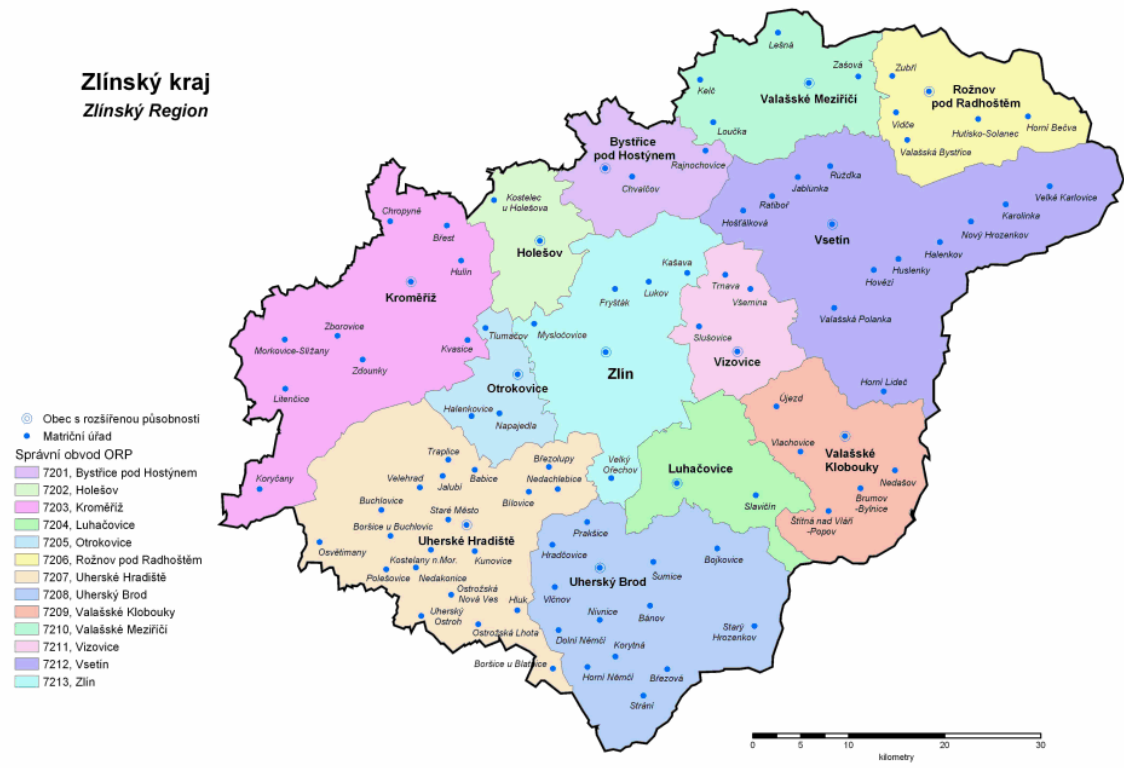 Zlínský kraj
Zlínský Region
Lešná
Zašová
Kelč
Valašské Meziříčí
Loučka
Zubří
Rožnov
pod Radhoštěm
Vidče
Hutisko-Solanec
Horní Bečva
Valašská Bystřice
Bystřice
pod Hostýnem
Rajnochovice
Chvalčov
Kostelec
u Holešova
Holešov
Chropyně
Břest
Hulín
Kroměříž
Zborovice
Morkovice-Slížany
Zdounky
Kvasice
Litenčice
Koryčany
Růžďka
Jablůnka
Ratiboř
Hošťálková
Vsetín
Velké Karlovice
Karolinka
Nový Hrozenkov
Halenkov
Huslenky
Hovězí
Valašská Polanka
Horní Lideč
Kašava
Fryšták
Lukov
Mysločovice
Zlín
Velký
Ořechov
Trnava
Všemina
Slušovice
Vizovice
Tlumačov
Otrokovice
Halenkovice
Napajedla
Újezd
Vlachovice
Valašské
Klobouky
Nedašov
Brumov
-Bylnice
Štítná nad Vláří
-Popov
Luhačovice
Slavičín
Traplice
Velehrad
Jalubí
Babice
Březolupy
Nedachlebice
Bílovice
Buchlovice
Staré Město
Boršice u Buchlovic
Uherské Hradiště
Osvětimany
Kostelany n.Mor.
Kunovice
Polešovice
Nedakonice
Ostrožská
Nová Ves
Hluk
Uherský
Ostroh
Ostrožská Lhota
Boršice u Blatnice
Prakšice
Hradčovice
Bojkovice
Šumice
Uherský Brod
Vlčnov
Nivnice
Bánov
Starý
Hrozenkov
Dolní Němčí
Korytná
Horní Němčí
Březová
Strání
Obec s rozšířenou působností
Matriční úřad
Správní obvod ORP
7201, Bystřice pod Hostýnem
7202, Holešov
7203, Kroměříž
7204, Luhačovice
7205, Otrokovice
7206, Rožnov pod Radhoštěm
7207, Uherské Hradiště
7208, Uherský Brod
7209, Valašské Klobouky
7210, Valašské Meziříčí
7211, Vizovice
7212, Vsetín
7213, Zlín
0 5 10 20 30
kilometry